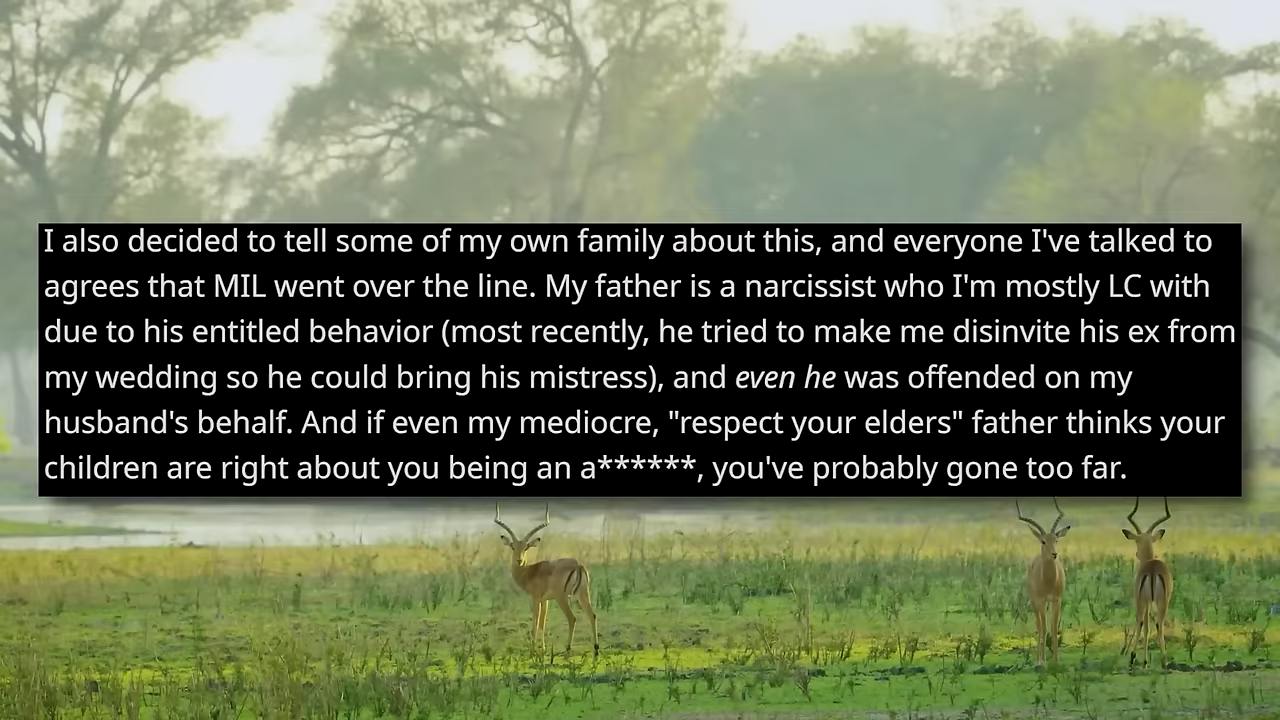 I also decided to tell some of my own family about this, and everyone I've talked to
agrees that MIL went over the line. My father is a narcissist who I'm mostly LC with
due to his entitled behavior (most recently, he tried to make me disinvite his ex from
my wedding so he could bring his mistress), and even he was offended on my
husband's behalf. And if even my mediocre, "respect your elders" father thinks your
children are right about you being an a******, you've probably gone too far.